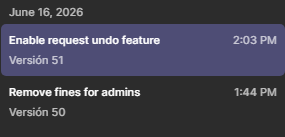 June 16, 2026
Enable request undo feature 2:03 PM
Versión 51
Remove fines for admins 1:44 PM
Versión 50